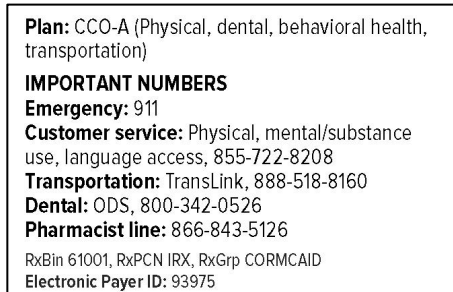 Plan: CCO-A (Physical, dental, behavioral health,
transportation)
IMPORTANT NUMBERS
Emergency: 911
Customer service: Physical, mental/substance
use, language access, 855-722-8208
Transportation: TransLink, 888-518-8160
Dental: ODS, 800-342-0526
Pharmacist line: 866-843-5126
RxBin 61001, RxPCN IRX, RxGrp CORMCAID
Electronic Payer ID: 93975